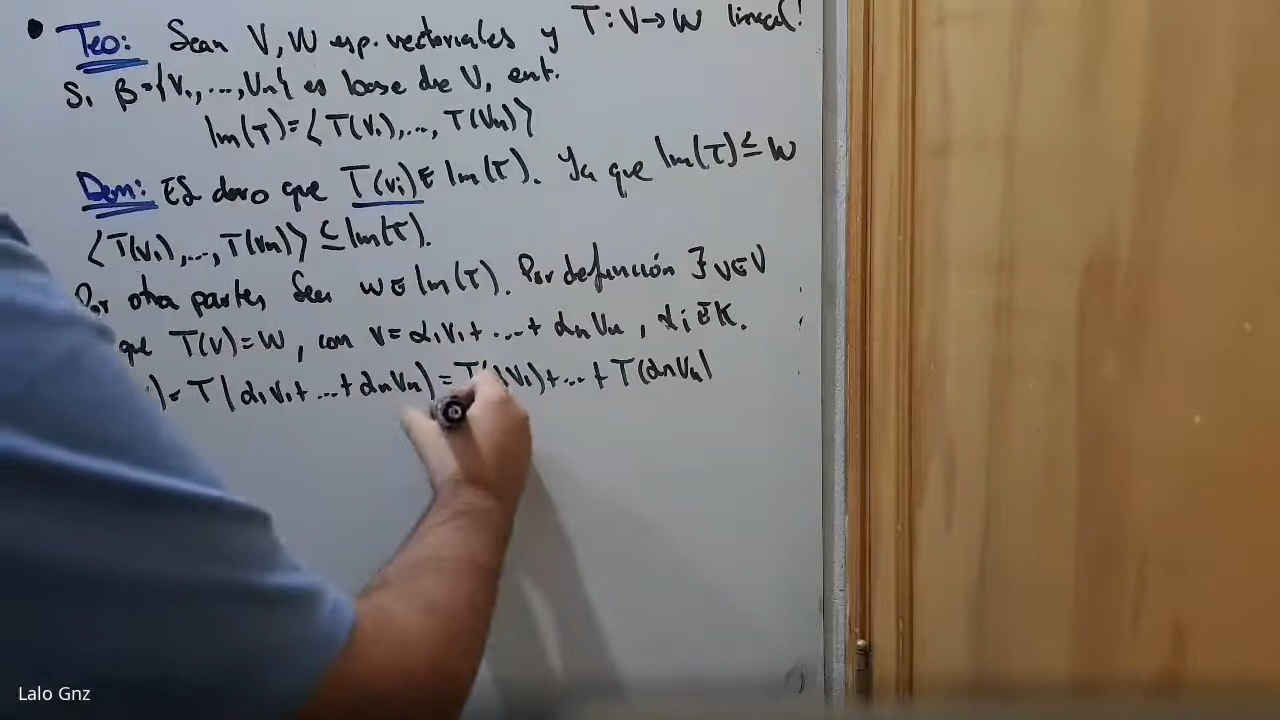 • Teo: Sean V, W esp. vectoriales y T: V→W lineal!
Si β={V₁,...,Vₙ} es base de V, ent.
Im(T)=⟨T(V₁),..., T(Vₙ)⟩
Dem: Es claro que T(vᵢ)∈ Im(T). Ya que Im(T)≤W
⟨T(V₁),..., T(Vₙ)⟩ ⊆ Im(T).
Por otra parte, Sea w∈Im(T). Por definición ∃ v∈V
que T(v)=W, con v=α₁V₁+...+ αₙVₙ, αᵢ∈K.
)= T(α₁V₁+...+αₙVₙ)= T( V₁)+...+ T(αₙVₙ)
Lalo Gnz